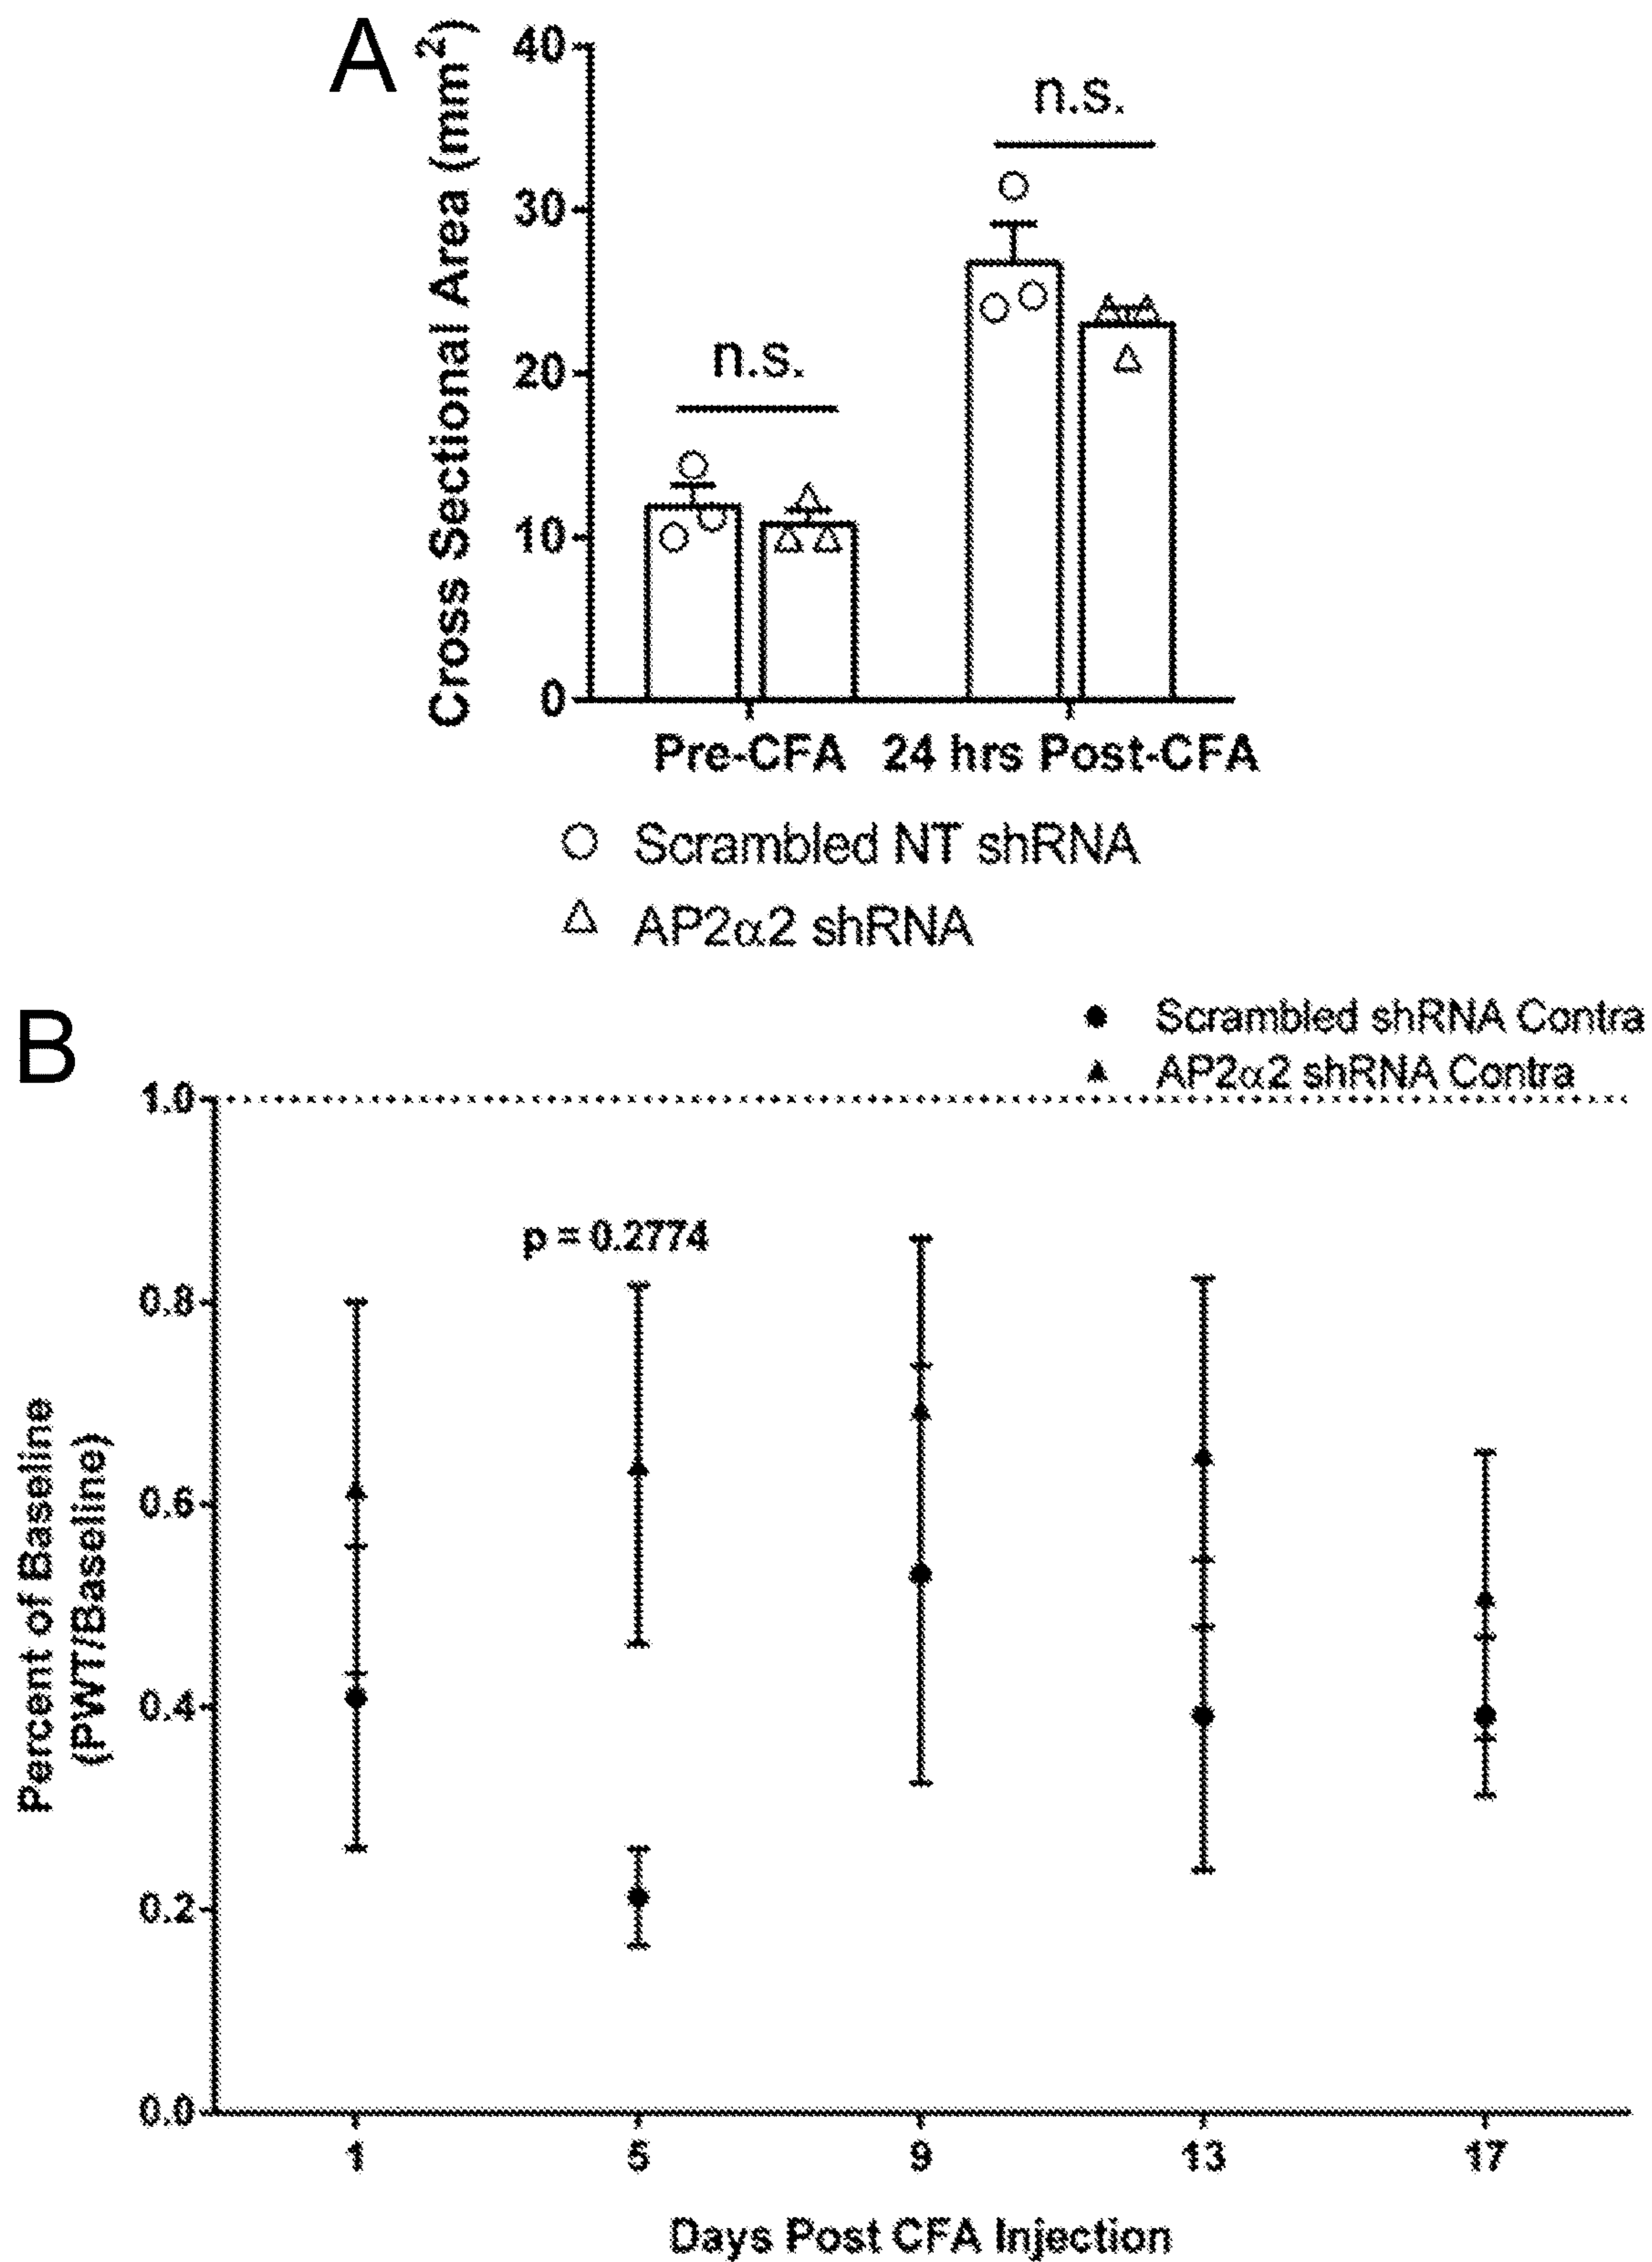 A
Cross Sectional Area (mm²)
40
30
20
10
0
n.s.
n.s.
Pre-CFA 24 hrs Post-CFA
Scrambled NT shRNA
AP2α2 shRNA
B
Scrambled shRNA Contra
AP2α2 shRNA Contra
Percent of Baseline
(PWT/Baseline)
1.0
0.8
0.6
0.4
0.2
0.0
p = 0.2774
1 5 9 13 17
Days Post CFA Injection